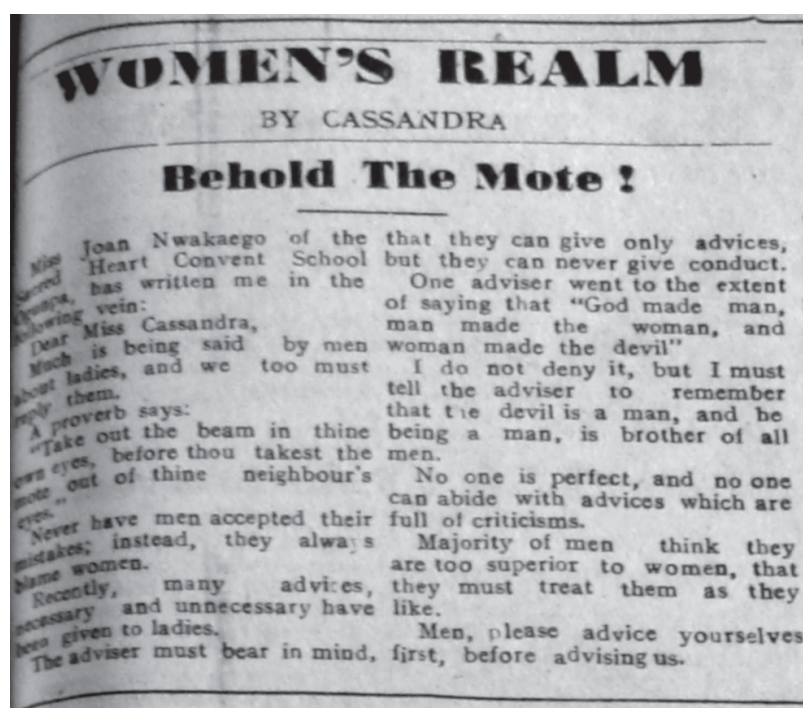 WOMEN'S REALM
BY CASSANDRA
Behold The Mote !
Miss Joan Nwakaego of the
Sacred Heart Convent School
has written me in the
following vein:
Dear Miss Cassandra,
Much is being said by men
about ladies, and we too must
reply them.
A proverb says:
"Take out the beam in thine
own eyes, before thou takest the
mote out of thine neighbour's
eyes."
Never have men accepted their
mistakes; instead, they always
blame women.
Recently, many advices,
necessary and unnecessary have
been given to ladies.
The adviser must bear in mind,
that they can give only advices,
but they can never give conduct.
One adviser went to the extent
of saying that "God made man,
man made the woman, and
woman made the devil"
I do not deny it, but I must
tell the adviser to remember
that the devil is a man, and he
being a man, is brother of all
men.
No one is perfect, and no one
can abide with advices which are
full of criticisms.
Majority of men think they
are too superior to women, that
they must treat them as they
like.
Men, please advice yourselves
first, before advising us.